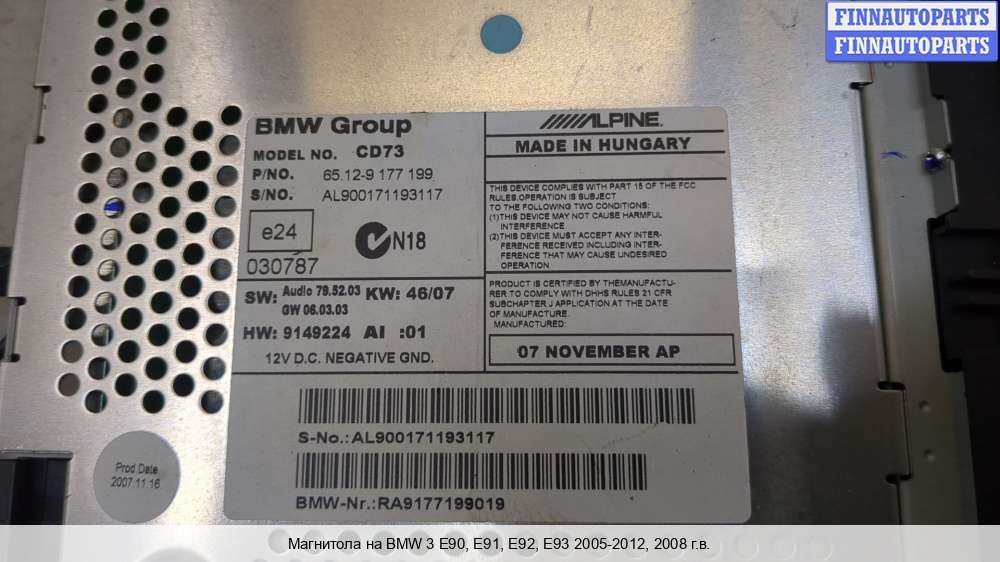 FINNAUTOPARTS
FINNAUTOPARTS
BMW Group
MODEL NO. CD73
P/NO. 65.12-9 177 199
S/NO. AL900171193117
e24
030787
N18
SW: Audio 79.52.03 KW: 46/07
GW 06.03.03
HW: 9149224 AI :01
12V D.C. NEGATIVE GND.
ALPINE.
MADE IN HUNGARY
THIS DEVICE COMPLIES WITH PART 15 OF THE FCC
RULES.OPERATION IS SUBJECT
TO THE FOLLOWING TWO CONDITIONS:
(1)THIS DEVICE MAY NOT CAUSE HARMFUL
INTERFERENCE
(2)THIS DEVICE MUST ACCEPT ANY INTER-
FERENCE RECEIVED INCLUDING INTER-
FERENCE THAT MAY CAUSE UNDESIRED
OPERATION
PRODUCT IS CERTIFIED BY THEMANUFACTU-
RER TO COMPLY WITH DHHS RULES 21 CFR
SUBCHAPTER J APPLICATION AT THE DATE
OF MANUFACTURE.
MANUFACTURED:
07 NOVEMBER AP
S-No.:AL900171193117
BMW-Nr.:RA9177199019
Prod.Date
2007.11.16
Магнитола на BMW 3 E90, E91, E92, E93 2005-2012, 2008 г.в.